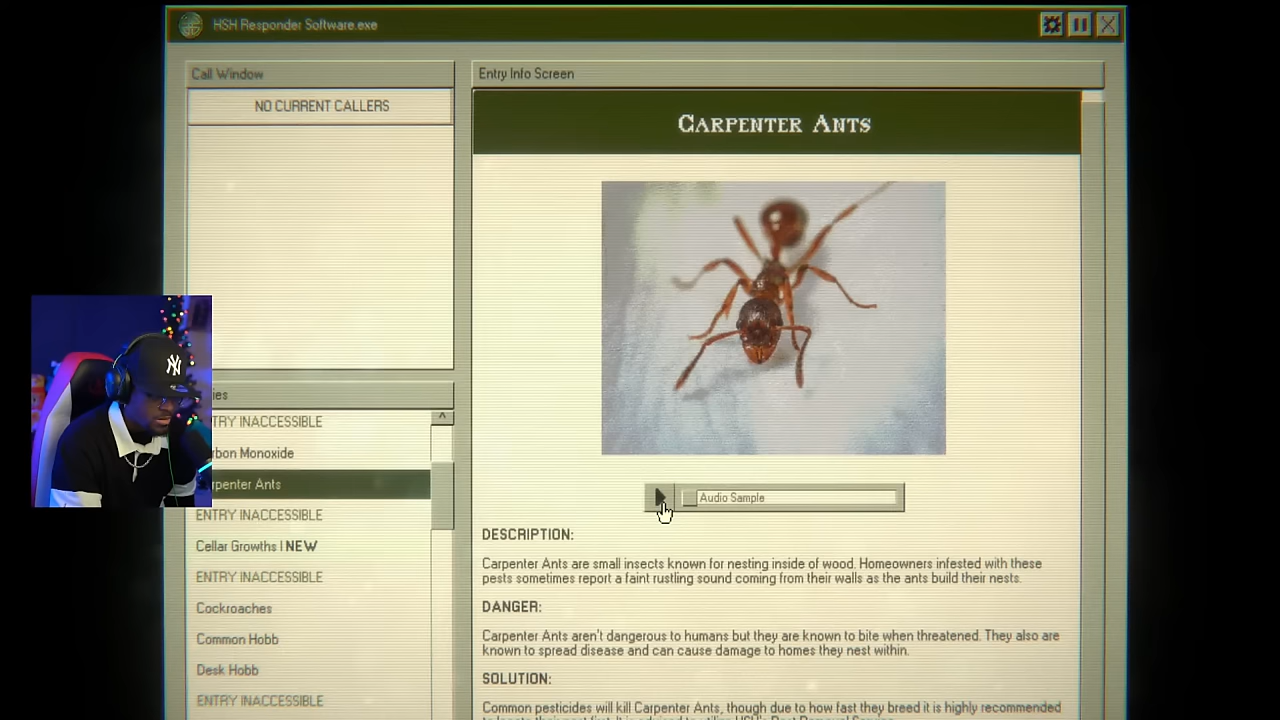 HSH Responder Software.exe
Call Window
NO CURRENT CALLERS
ies
TRY INACCESSIBLE
rbon Monoxide
rpenter Ants
ENTRY INACCESSIBLE
Cellar Growths | NEW
ENTRY INACCESSIBLE
Cockroaches
Common Hobb
Desk Hobb
ENTRY INACCESSIBLE
Entry Info Screen
CARPENTER ANTS
Audio Sample
DESCRIPTION:
Carpenter Ants are small insects known for nesting inside of wood. Homeowners infested with these
pests sometimes report a faint rustling sound coming from their walls as the ants build their nests.
DANGER:
Carpenter Ants aren't dangerous to humans but they are known to bite when threatened. They also are
known to spread disease and can cause damage to homes they nest within.
SOLUTION:
Common pesticides will kill Carpenter Ants, though due to how fast they breed it is highly recommended